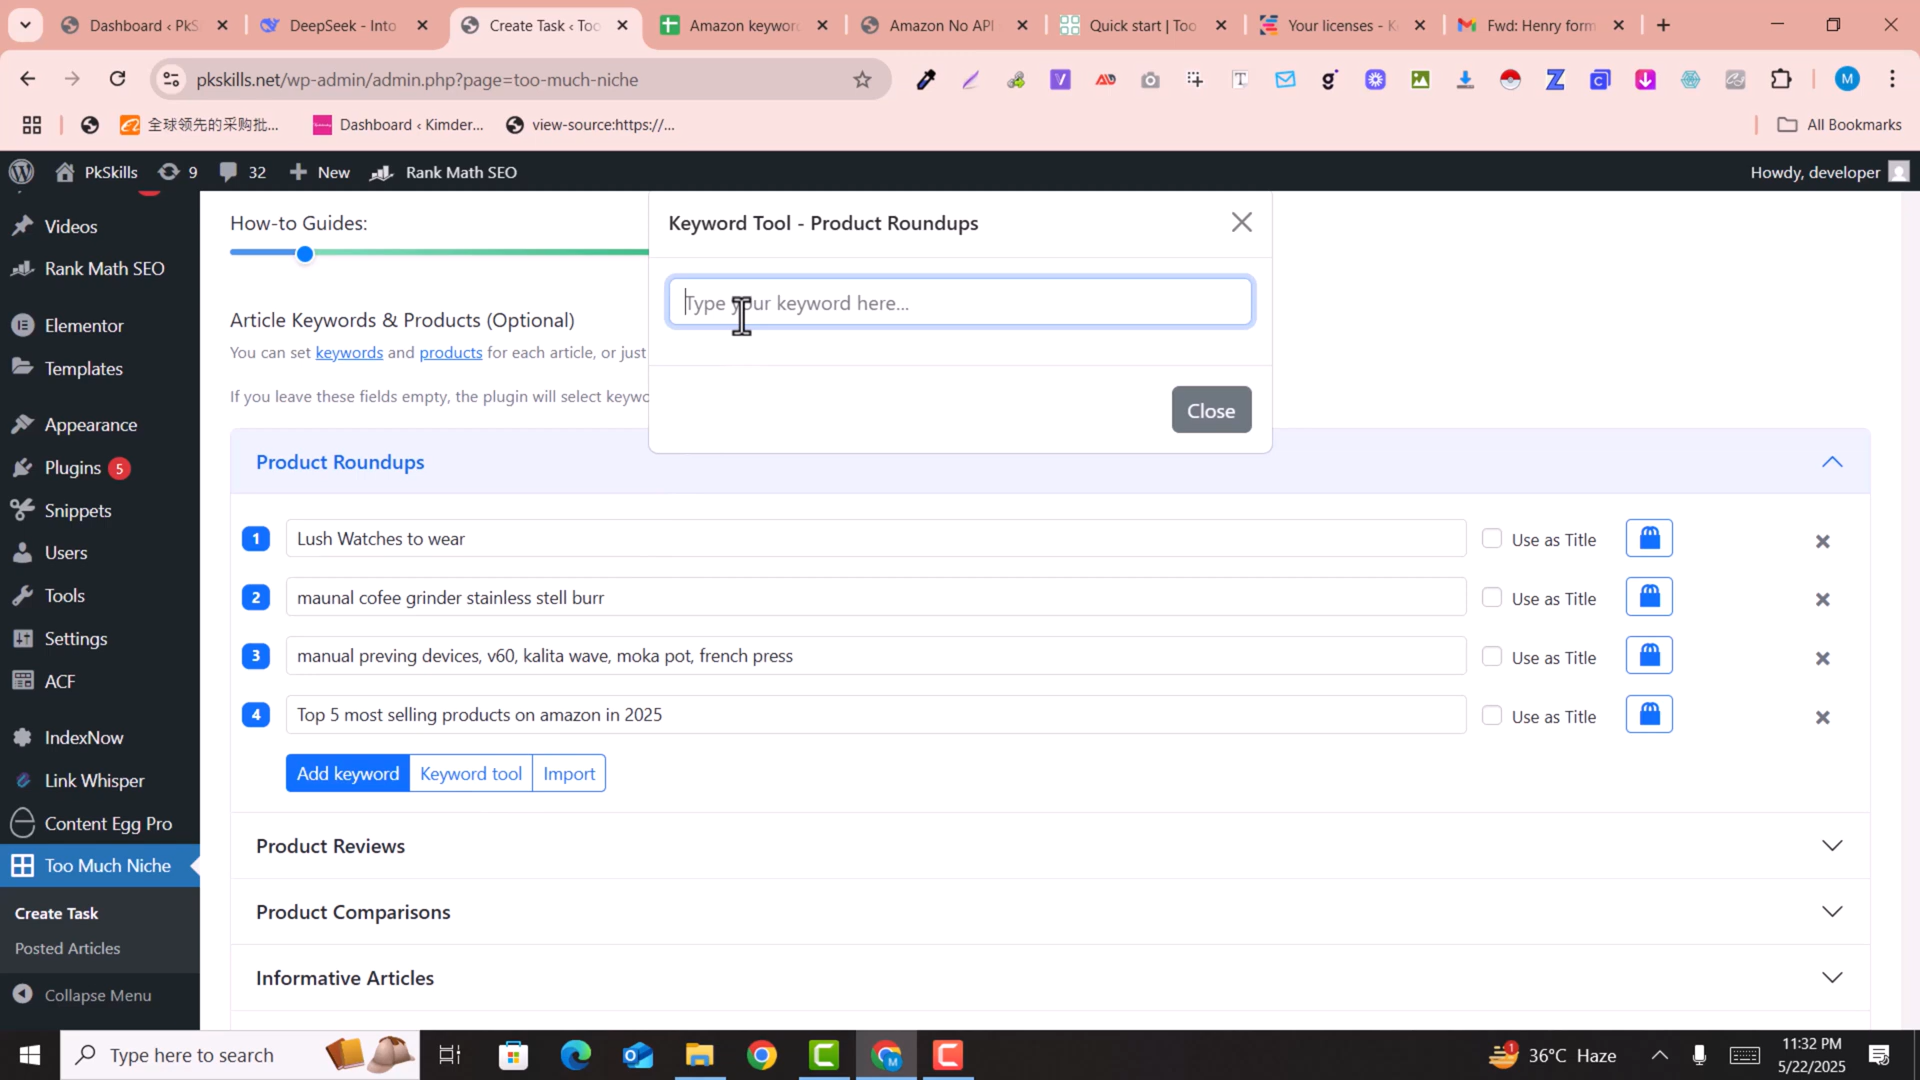 Dashboard ‹ PkS
DeepSeek - Into
Create Task ‹ Too
Amazon keyword
Amazon No API
Quick start | Too
Your licenses - K
Fwd: Henry form
pkskills.net/wp-admin/admin.php?page=too-much-niche
M
全球领先的采购批...
Dashboard ‹ Kimder...
view-source:https://...
All Bookmarks
PkSkills
9
32
New
Rank Math SEO
Howdy, developer
Videos
Rank Math SEO
Elementor
Templates
Appearance
Plugins 5
Snippets
Users
Tools
Settings
ACF
IndexNow
Link Whisper
Content Egg Pro
Too Much Niche
Create Task
Posted Articles
Collapse Menu
How-to Guides:
Article Keywords & Products (Optional)
You can set keywords and products for each article, or just
If you leave these fields empty, the plugin will select keywo
Keyword Tool - Product Roundups
Type your keyword here...
Close
Product Roundups
1 Lush Watches to wear Use as Title
2 maunal cofee grinder stainless stell burr Use as Title
3 manual preving devices, v60, kalita wave, moka pot, french press Use as Title
4 Top 5 most selling products on amazon in 2025 Use as Title
Add keyword Keyword tool Import
Product Reviews
Product Comparisons
Informative Articles
Type here to search
1
36°C Haze
11:32 PM
5/22/2025